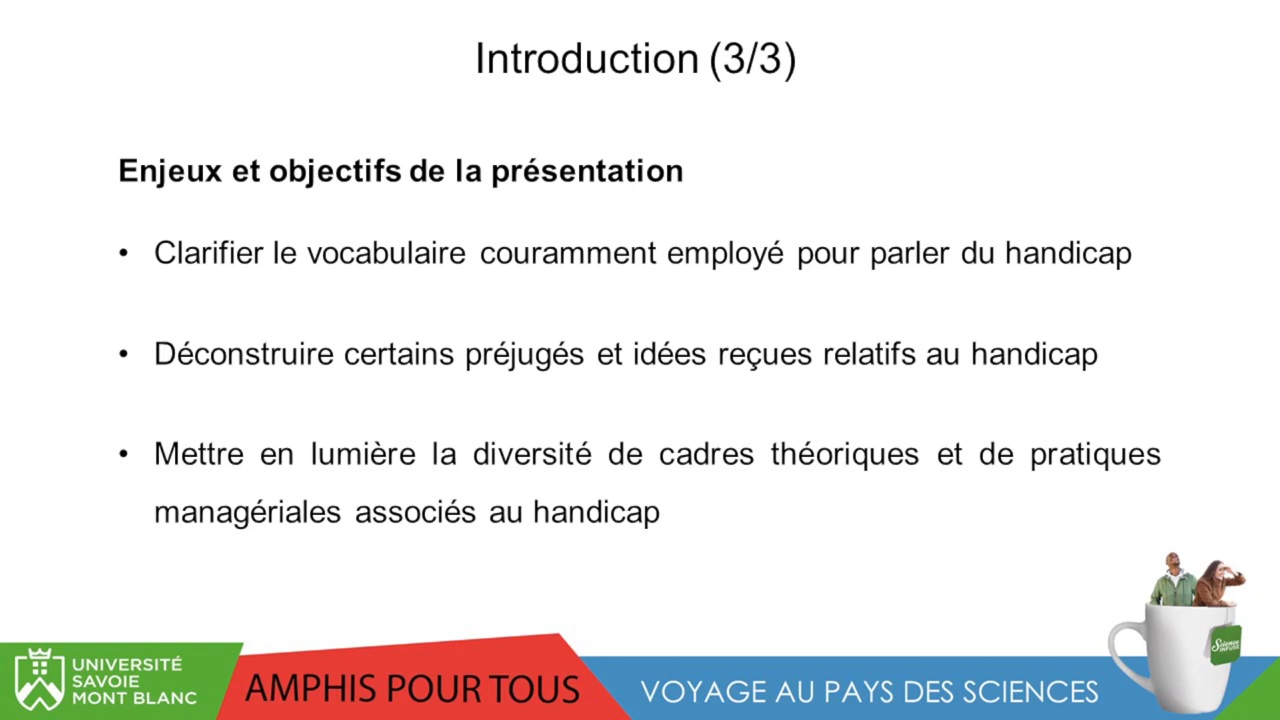 Introduction (3/3)
Enjeux et objectifs de la présentation
• Clarifier le vocabulaire couramment employé pour parler du handicap
• Déconstruire certains préjugés et idées reçues relatifs au handicap
• Mettre en lumière la diversité de cadres théoriques et de pratiques
managériales associés au handicap
Science
INFUSE
UNIVERSITÉ
SAVOIE
MONT BLANC
AMPHIS POUR TOUS
VOYAGE AU PAYS DES SCIENCES